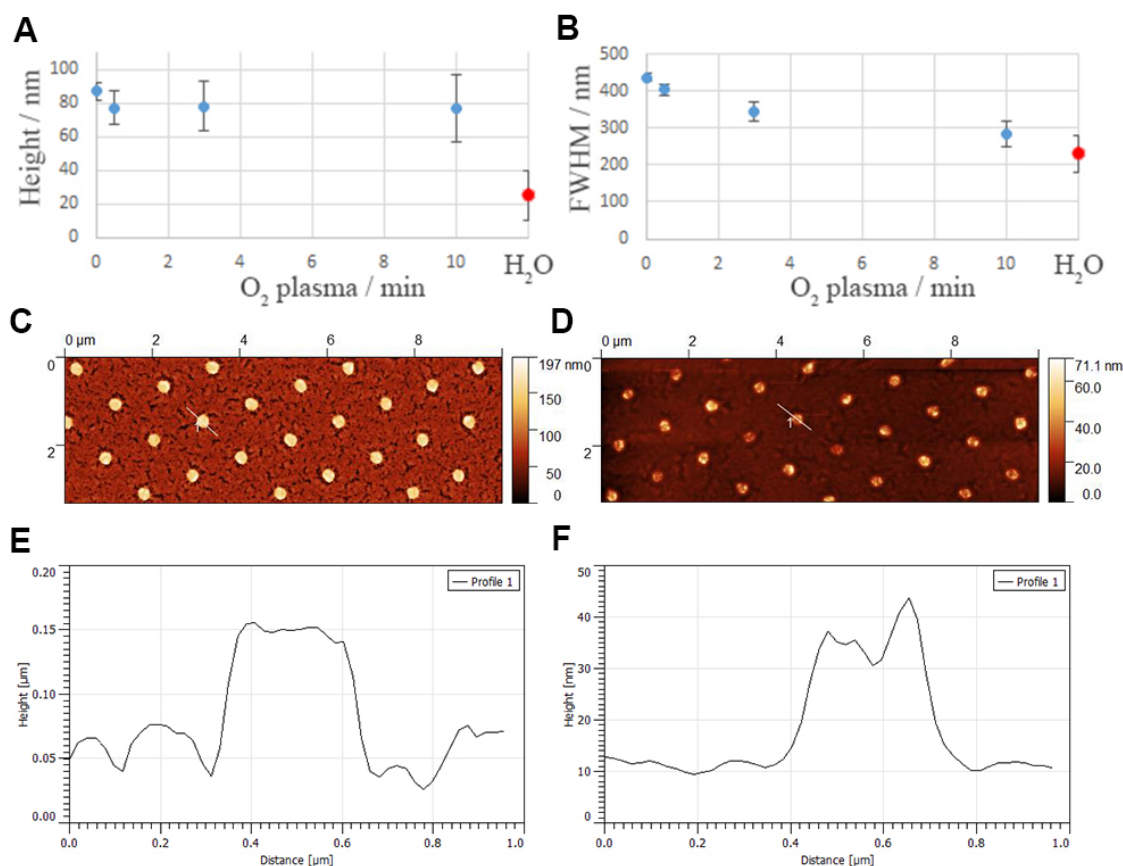 A
Height / nm
100
80
60
40
20
0
0 2 4 6 8 10 H₂O
O₂ plasma / min
B
FWHM / nm
500
400
300
200
100
0
0 2 4 6 8 10 H₂O
O₂ plasma / min
C
0 µm 2 4 6 8
0
2
1
197 nm
150
100
50
0
D
0 µm 2 4 6 8
0
2
1
71.1 nm
60.0
40.0
20.0
0.0
E
Height [µm]
0.20
0.15
0.10
0.05
0.00
Profile 1
0.0 0.2 0.4 0.6 0.8 1.0
Distance [µm]
F
Height [nm]
50
40
30
20
10
0
Profile 1
0.0 0.2 0.4 0.6 0.8 1.0
Distance [µm]